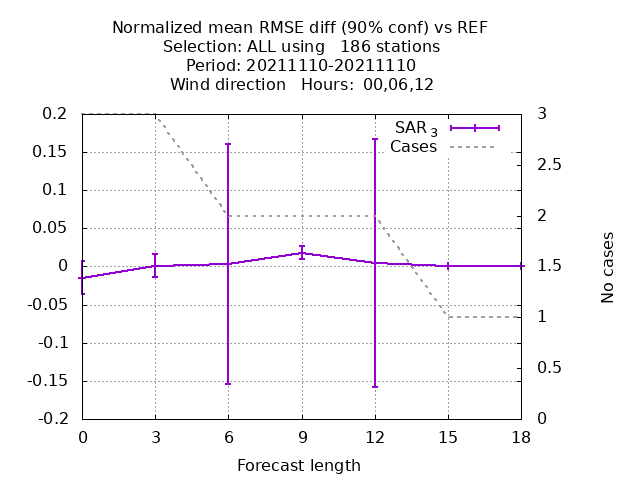 Normalized mean RMSE diff (90% conf) vs REF
Selection: ALL using   186 stations
Period: 20211110-20211110
Wind direction   Hours:  00,06,12
SAR 3
Cases
0.2
0.15
0.1
0.05
0
-0.05
-0.1
-0.15
-0.2
3
2.5
2
1.5
1
0.5
0
No cases
0 3 6 9 12 15 18
Forecast length